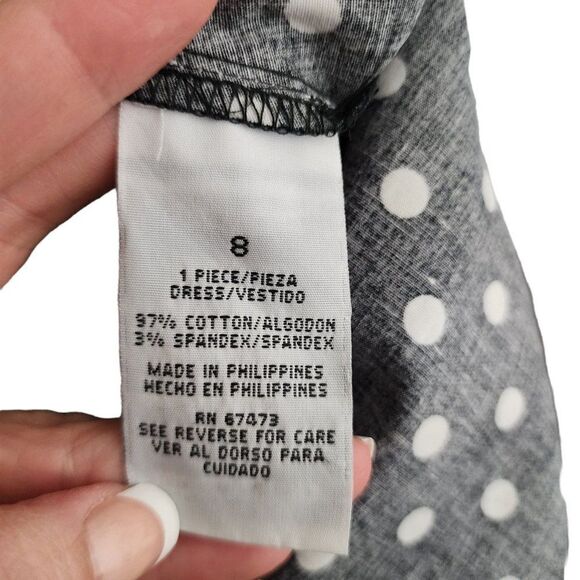 8
1 PIECE/PIEZA
DRESS/VESTIDO
97% COTTON/ALGODON
3% SPANDEX/SPANDEX
MADE IN PHILIPPINES
HECHO EN PHILIPPINES
RN 67473
SEE REVERSE FOR CARE
VER AL DORSO PARA
CUIDADO